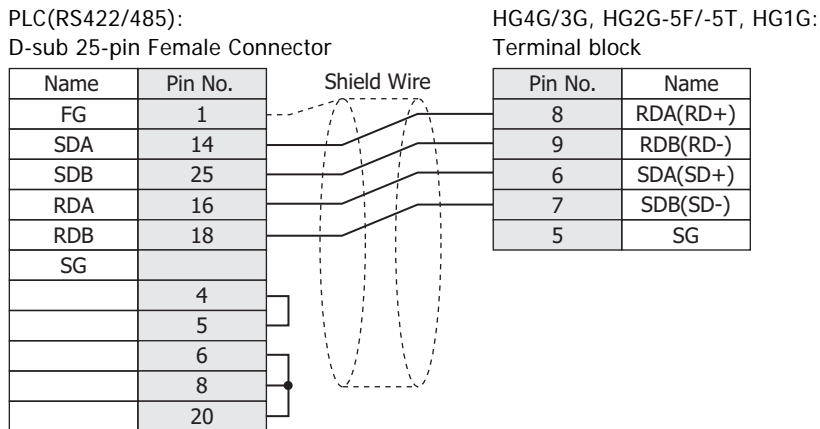 PLC(RS422/485): HG4G/3G, HG2G-5F/-5T, HG1G:
D-sub 25-pin Female Connector Terminal block
Name Pin No. Shield Wire Pin No. Name
FG 1 8 RDA(RD+)
SDA 14 9 RDB(RD-)
SDB 25 6 SDA(SD+)
RDA 16 7 SDB(SD-)
RDB 18 5 SG
SG
4
5
6
8
20